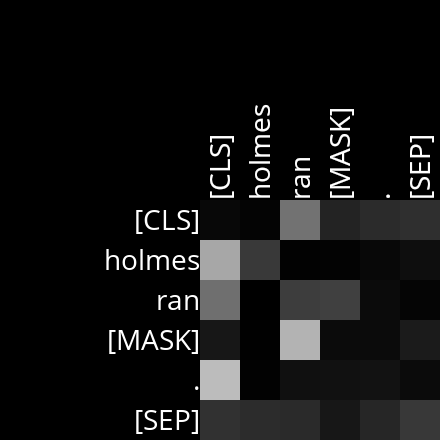 [CLS]
holmes
ran
[MASK]
.
[SEP]
[CLS]
holmes
ran
[MASK]
.
[SEP]